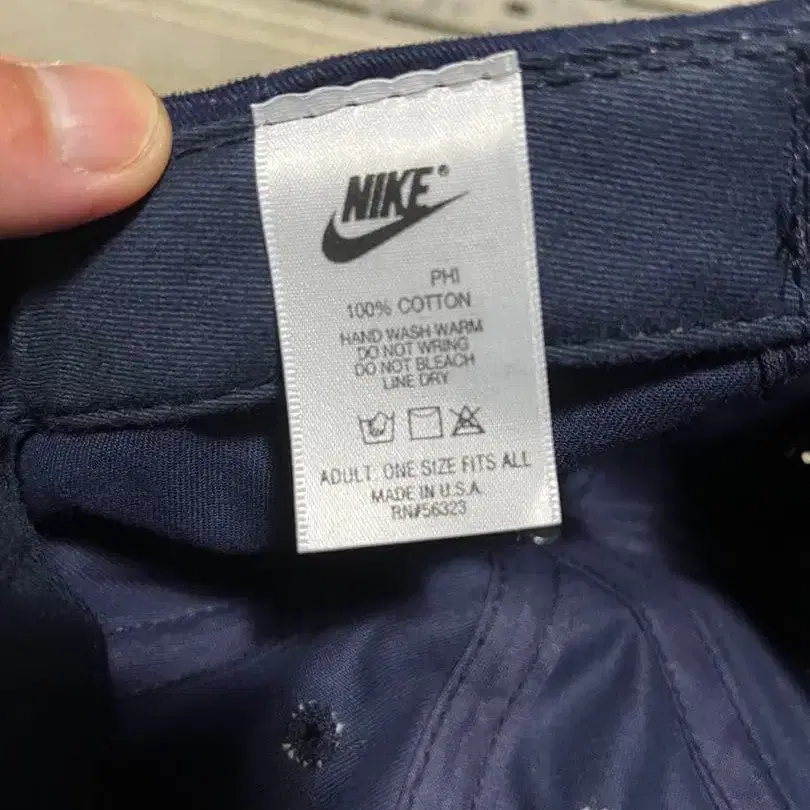 NIKE®
PHI
100% COTTON
HAND WASH WARM
DO NOT WRING
DO NOT BLEACH
LINE DRY
ADULT ONE SIZE FITS ALL
MADE IN U.S.A.
RN#56323